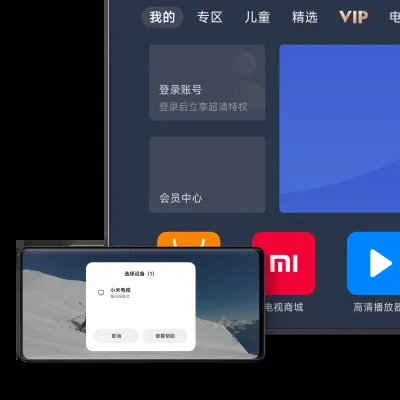 我的 专区 儿童 精选 VIP
登录账号
登录后立享超清特权
会员中心
mi
电视商城 高清播放器
选择设备（1）
小米电视
取消 查看帮助